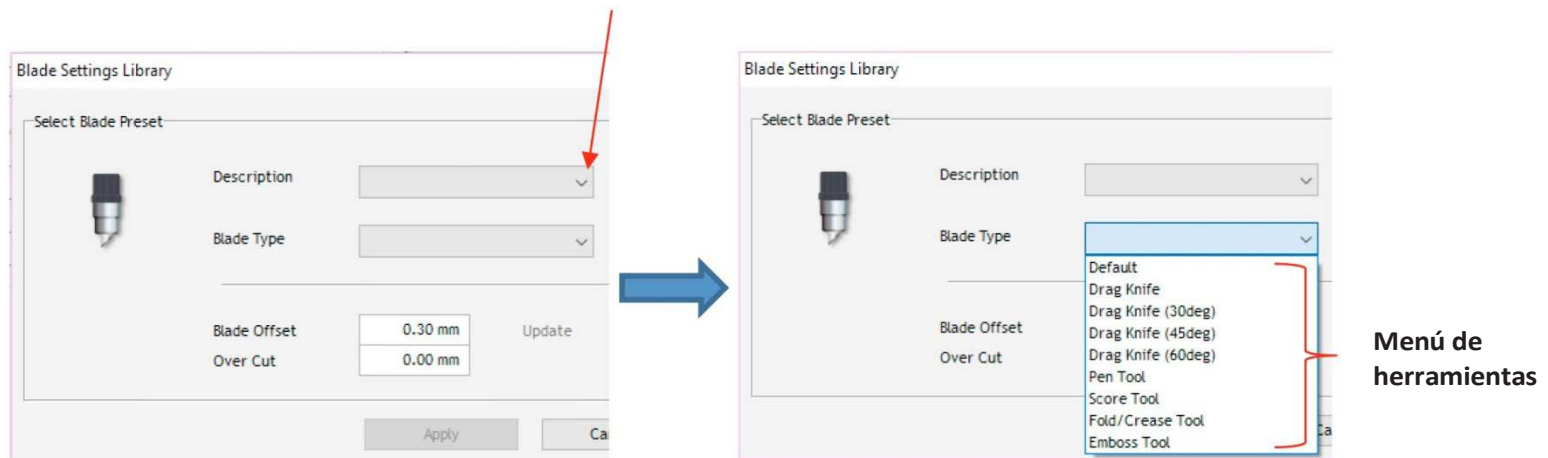 Blade Settings Library
Select Blade Preset
Description
Blade Type
Blade Offset 0.30 mm Update
Over Cut 0.00 mm
Apply Ca
Blade Settings Library
Select Blade Preset
Description
Blade Type
Default
Drag Knife
Drag Knife (30deg)
Blade Offset
Drag Knife (45deg)
Over Cut
Drag Knife (60deg)
Pen Tool
Score Tool
Fold/Crease Tool
Ca
Emboss Tool
Menú de
herramientas